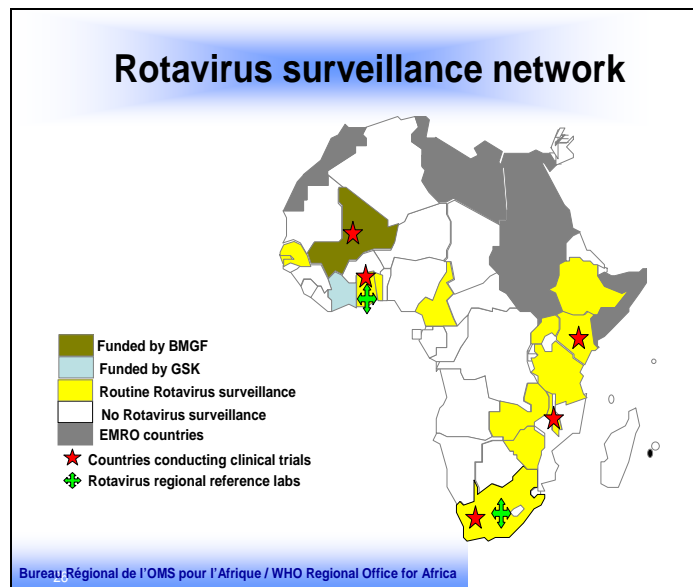 Rotavirus surveillance network
Funded by BMGF
Funded by GSK
Routine Rotavirus surveillance
No Rotavirus surveillance
EMRO countries
Countries conducting clinical trials
Rotavirus regional reference labs
Bureau Régional de l’OMS pour l’Afrique / WHO Regional Office for Africa